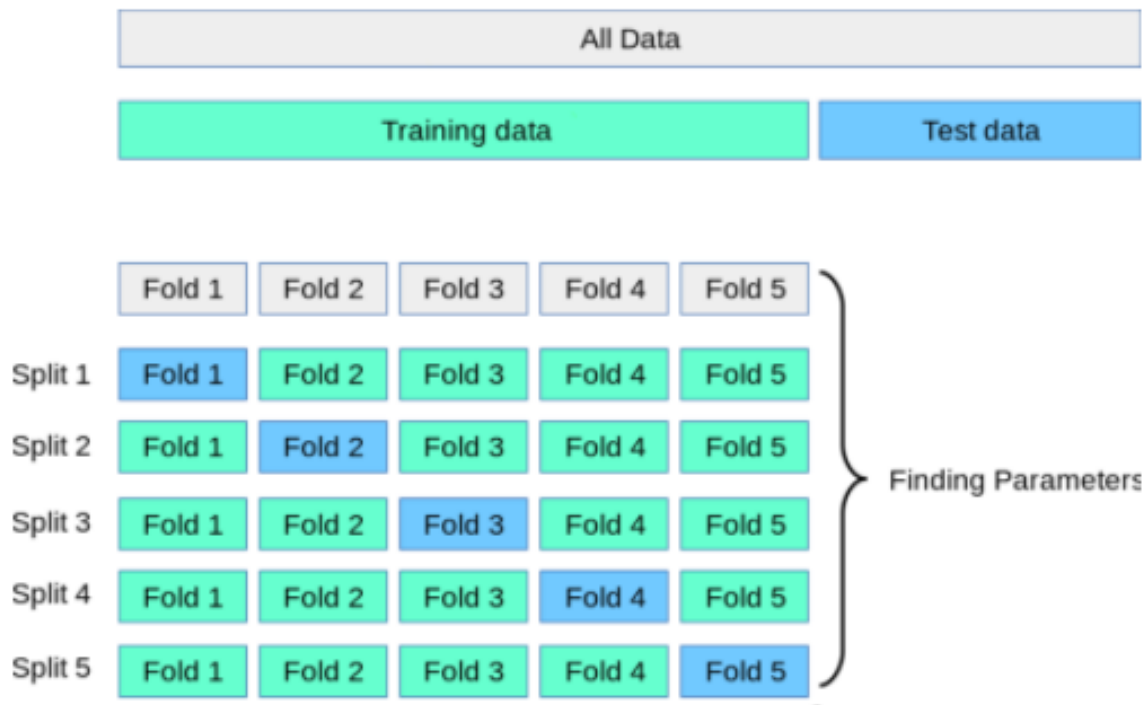 All Data
Training data Test data
Fold 1 Fold 2 Fold 3 Fold 4 Fold 5
Split 1 Fold 1 Fold 2 Fold 3 Fold 4 Fold 5
Split 2 Fold 1 Fold 2 Fold 3 Fold 4 Fold 5
Finding Parameters
Split 3 Fold 1 Fold 2 Fold 3 Fold 4 Fold 5
Split 4 Fold 1 Fold 2 Fold 3 Fold 4 Fold 5
Split 5 Fold 1 Fold 2 Fold 3 Fold 4 Fold 5